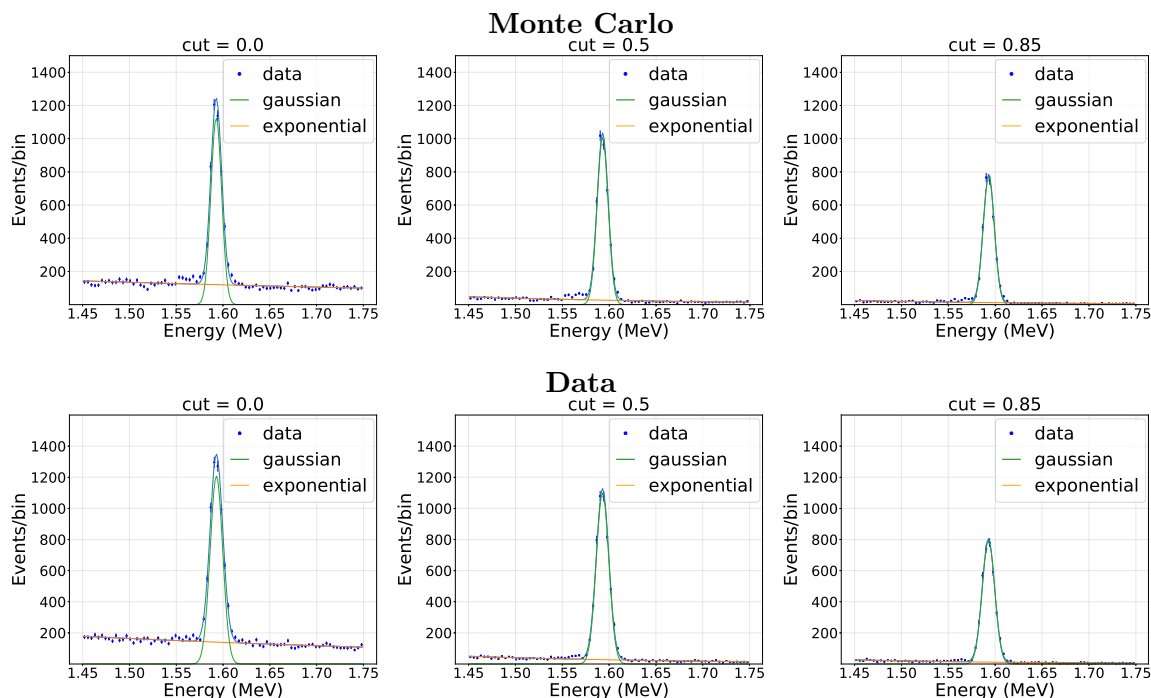 Monte Carlo
cut = 0.0
1400
1200
1000
800
600
400
200
1.45 1.50 1.55 1.60 1.65 1.70 1.75
Events/bin
Energy (MeV)
data
gaussian
exponential
cut = 0.5
1400
1200
1000
800
600
400
200
1.45 1.50 1.55 1.60 1.65 1.70 1.75
Events/bin
Energy (MeV)
data
gaussian
exponential
cut = 0.85
1400
1200
1000
800
600
400
200
1.45 1.50 1.55 1.60 1.65 1.70 1.75
Events/bin
Energy (MeV)
data
gaussian
exponential
Data
cut = 0.0
1400
1200
1000
800
600
400
200
1.45 1.50 1.55 1.60 1.65 1.70 1.75
Events/bin
Energy (MeV)
data
gaussian
exponential
cut = 0.5
1400
1200
1000
800
600
400
200
1.45 1.50 1.55 1.60 1.65 1.70 1.75
Events/bin
Energy (MeV)
data
gaussian
exponential
cut = 0.85
1400
1200
1000
800
600
400
200
1.45 1.50 1.55 1.60 1.65 1.70 1.75
Events/bin
Energy (MeV)
data
gaussian
exponential